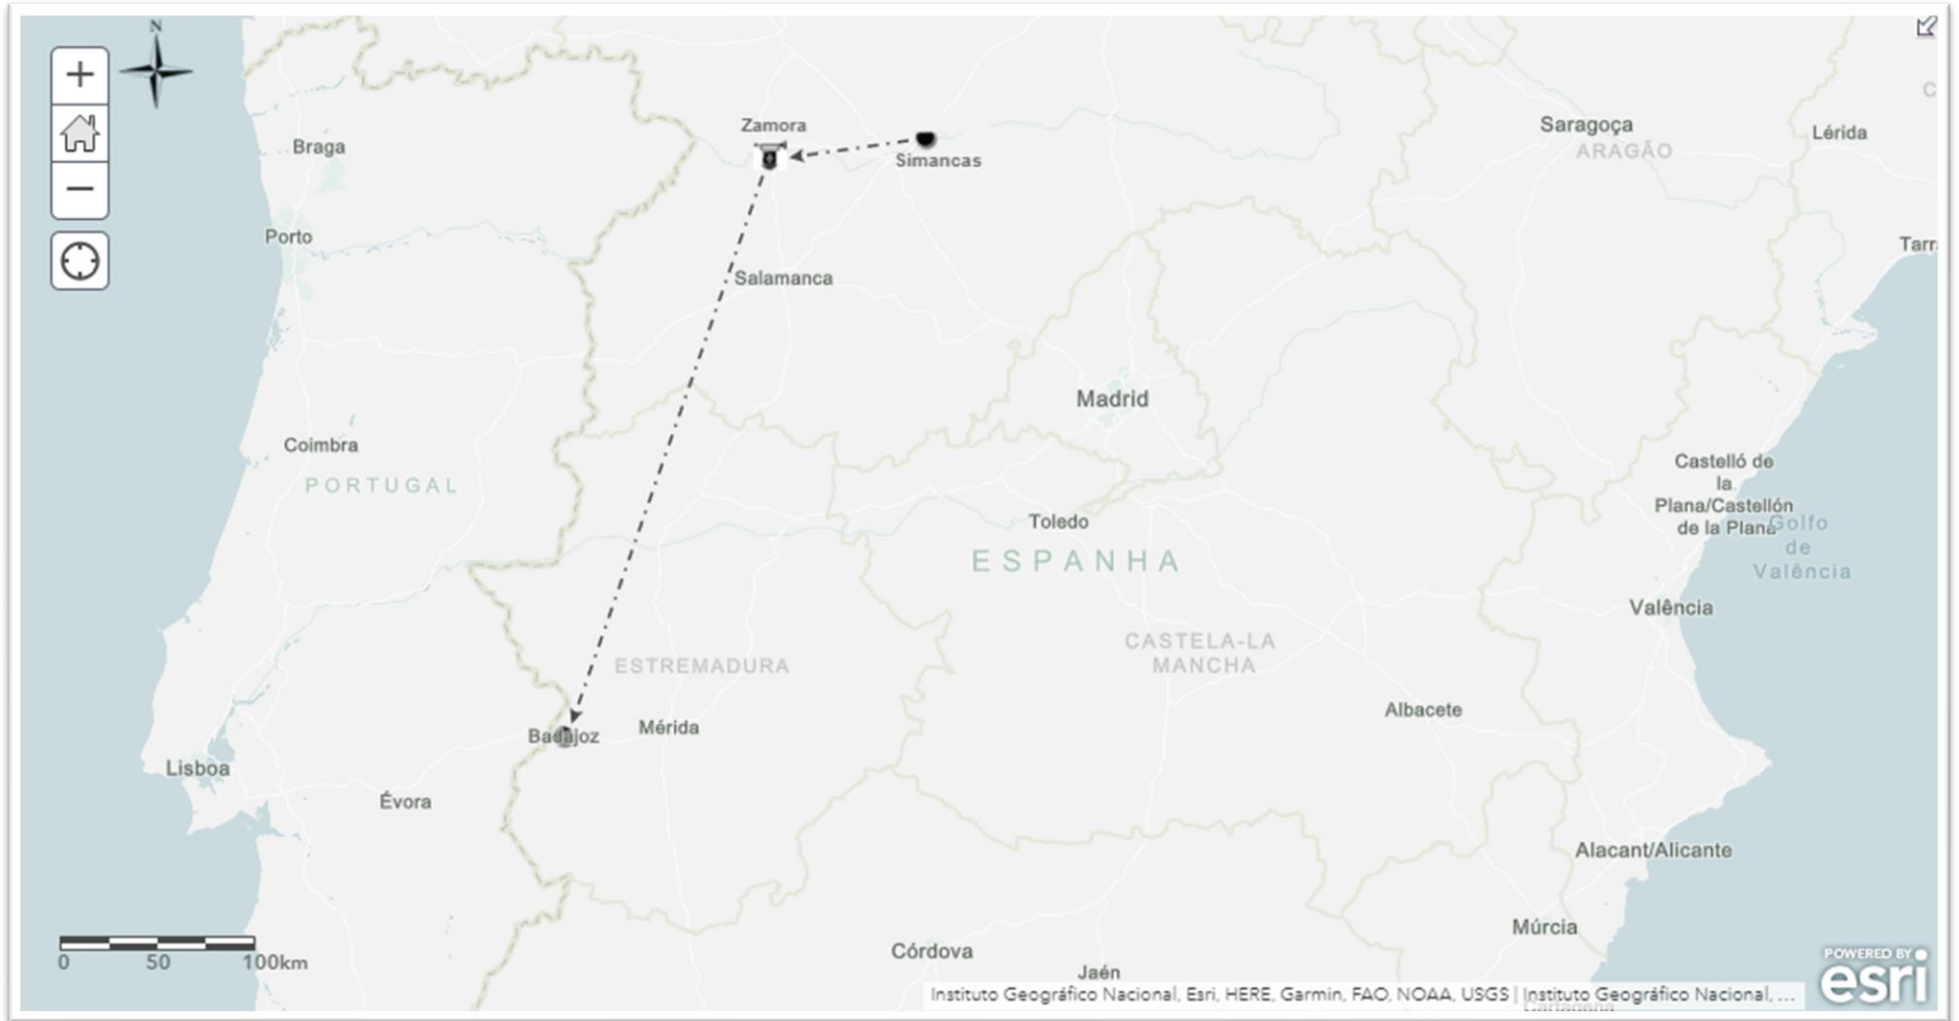 N
+
−
Zamora
Simancas
Braga
Saragoça
ARAGÃO
Lérida
C
Porto
Tarr
Salamanca
Madrid
Coimbra
PORTUGAL
Castelló de
la
Plana/Castellón
de la Plana
Golfo
de
Valência
Toledo
ESPANHA
Valência
CASTELA-LA
MANCHA
ESTREMADURA
Albacete
Badajoz
Mérida
Lisboa
Évora
Alacant/Alicante
Múrcia
Córdova
Jaén
0 50 100km
POWERED BY
esri
Instituto Geográfico Nacional, Esri, HERE, Garmin, FAO, NOAA, USGS | Instituto Geográfico Nacional, ...
Cartagena